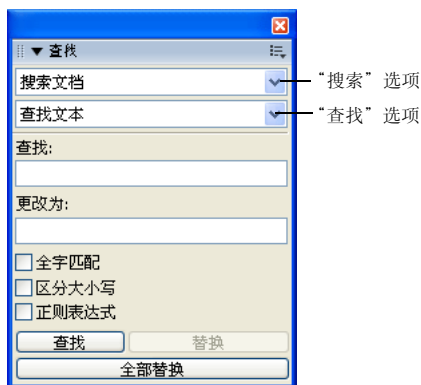 查找
搜索文档
“搜索”选项
查找文本
“查找”选项
查找:
更改为:
全字匹配
区分大小写
正则表达式
查找
替换
全部替换